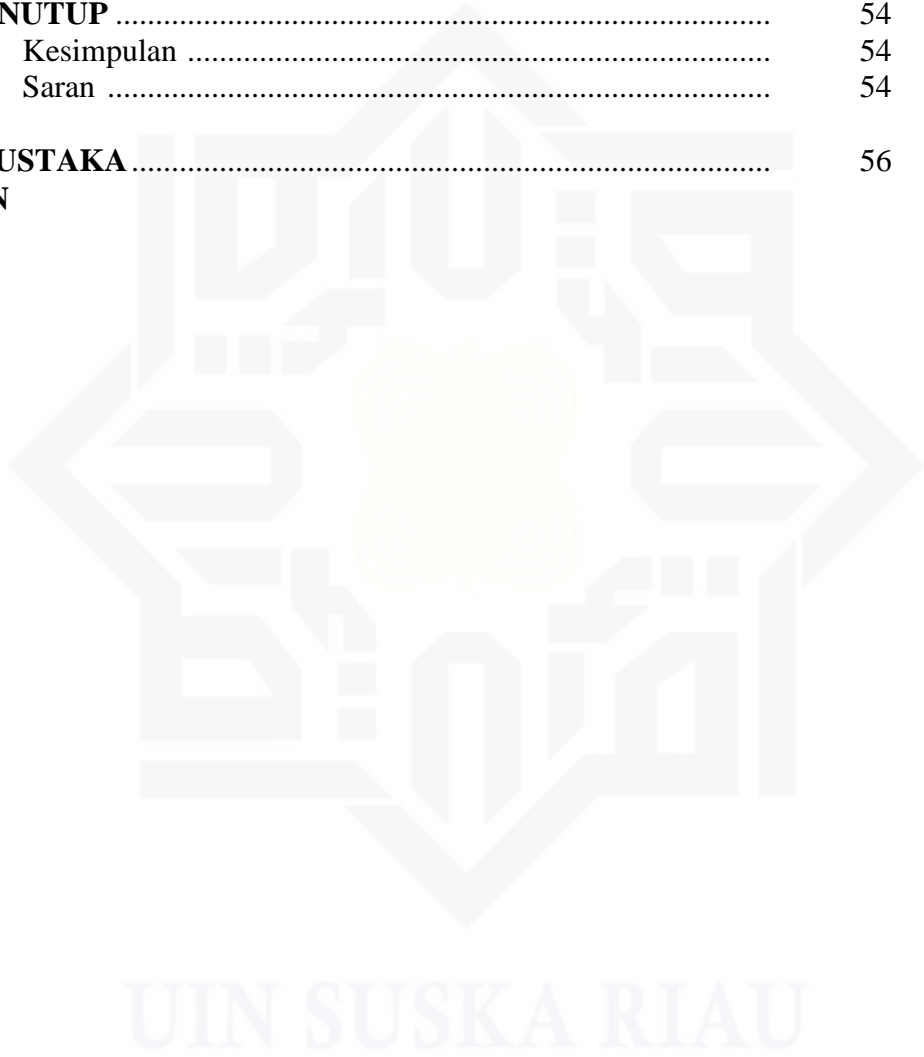 NUTUP ........................................................................ 54
Kesimpulan ................................................................ 54
Saran ......................................................................... 54
USTAKA ...................................................................... 56
N
UIN SUSKA RIAU